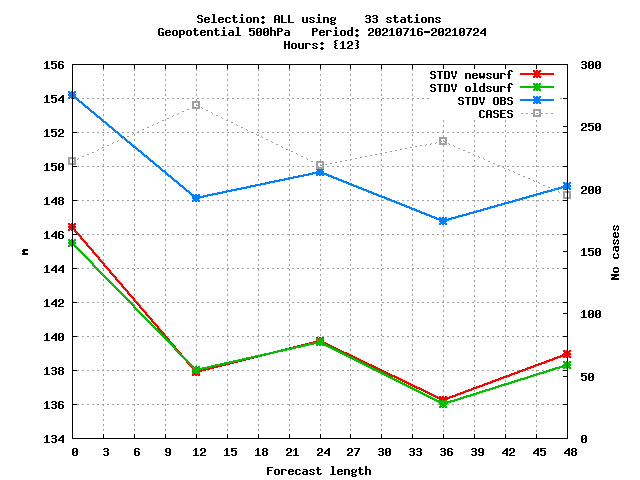 Selection: ALL using    33 stations
Geopotential 500hPa   Period: 20210716-20210724
Hours: {12}
STDV newsurf
STDV oldsurf
STDV OBS
CASES
156
154
152
150
148
146
144
142
140
138
136
134
m
300
250
200
150
100
50
0
No cases
0 3 6 9 12 15 18 21 24 27 30 33 36 39 42 45 48
Forecast length